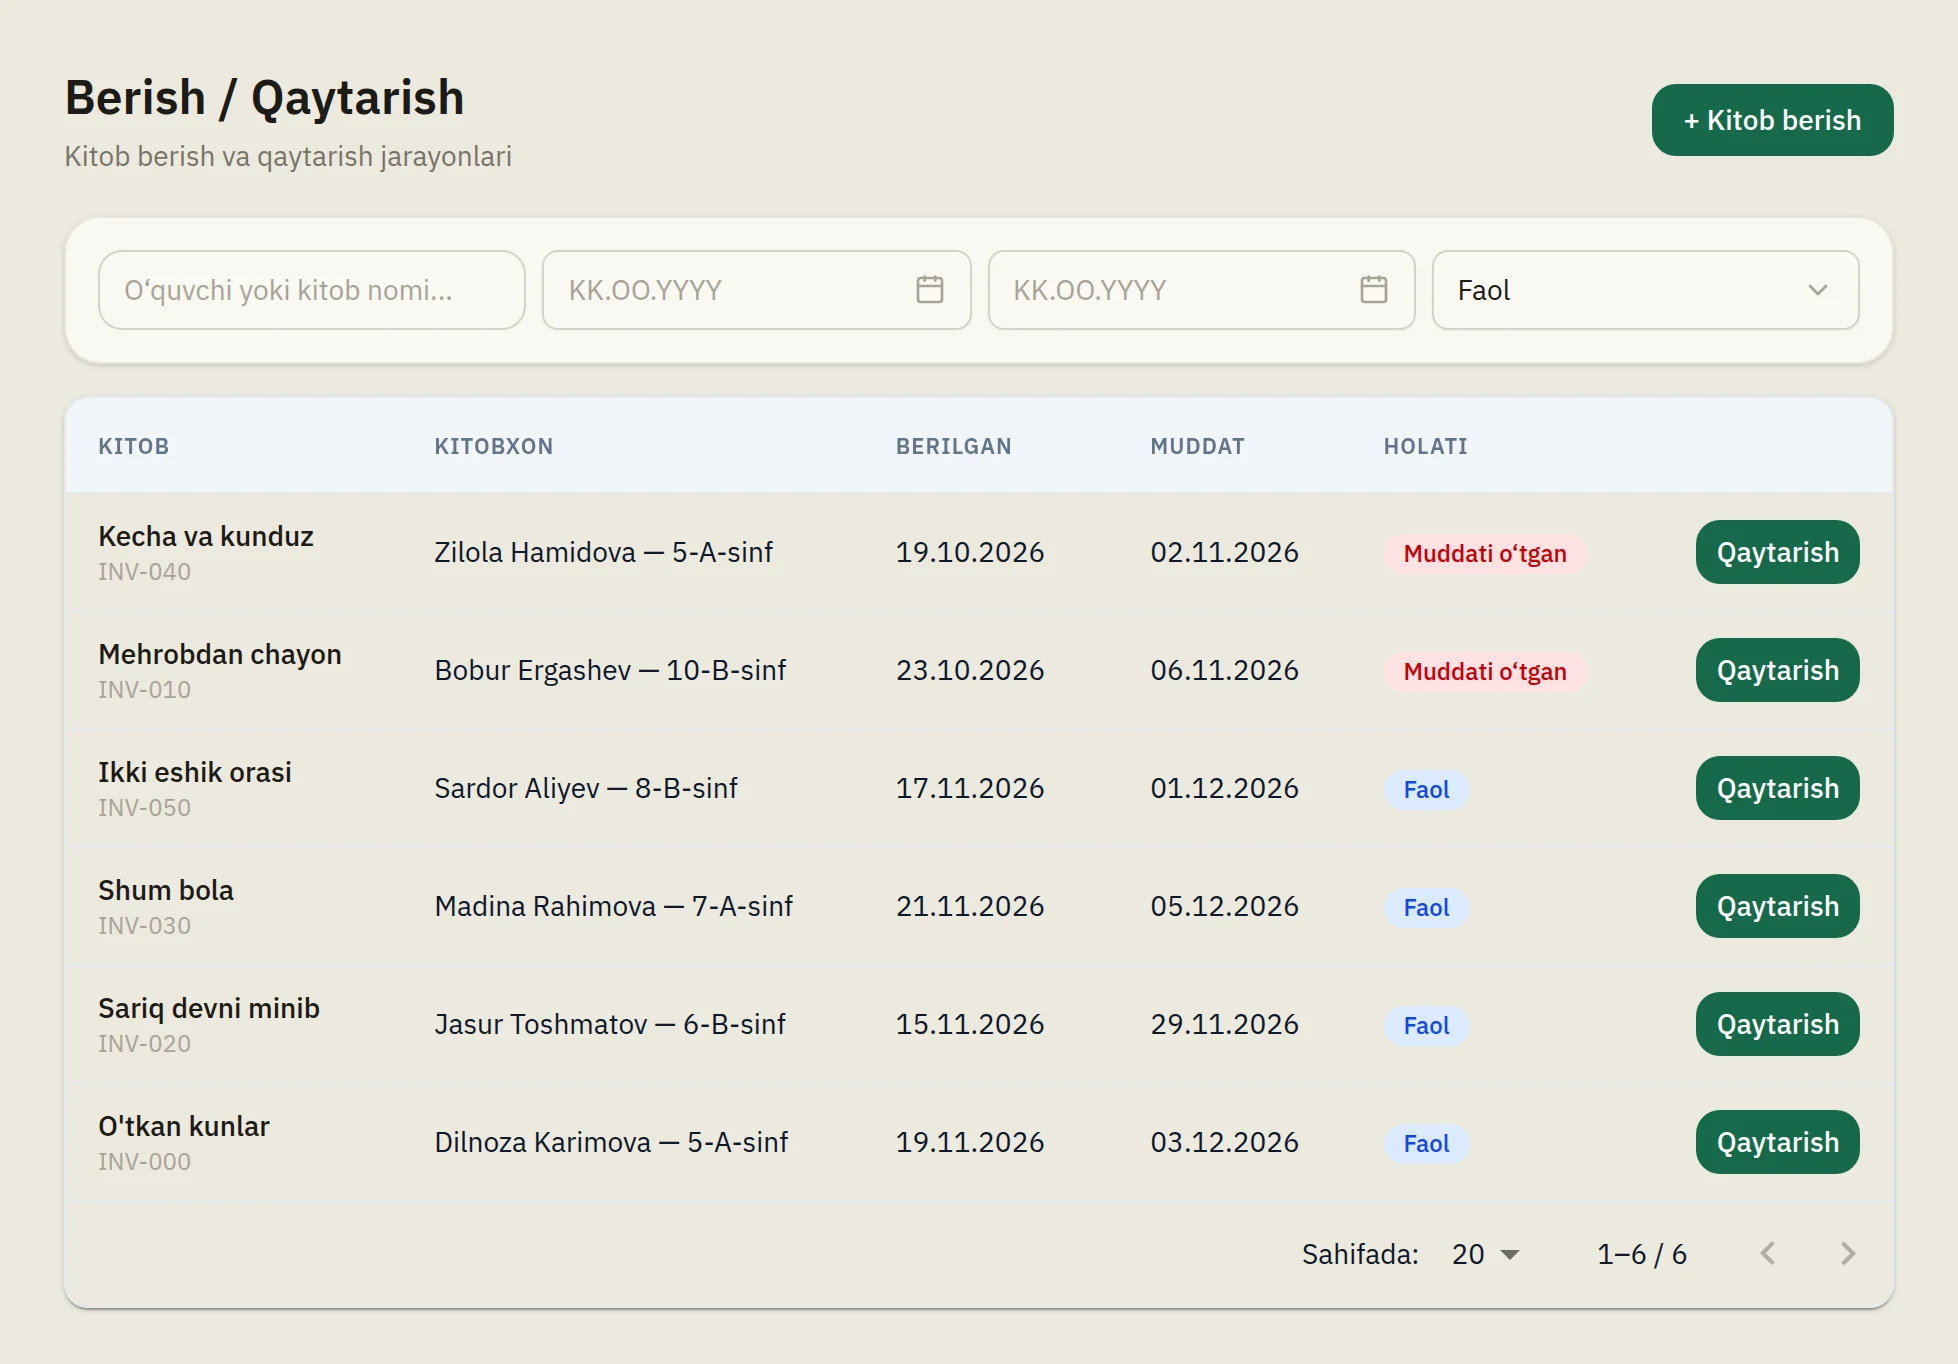 Berish / Qaytarish
Kitob berish va qaytarish jarayonlari
+ Kitob berish
O‘quvchi yoki kitob nomi...
KK.OO.YYYY
KK.OO.YYYY
Faol
KITOB KITOBXON BERILGAN MUDDAT HOLATI
Kecha va kunduz
INV-040
Zilola Hamidova — 5-A-sinf 19.10.2026 02.11.2026 Muddati o‘tgan Qaytarish
Mehrobdan chayon
INV-010
Bobur Ergashev — 10-B-sinf 23.10.2026 06.11.2026 Muddati o‘tgan Qaytarish
Ikki eshik orasi
INV-050
Sardor Aliyev — 8-B-sinf 17.11.2026 01.12.2026 Faol Qaytarish
Shum bola
INV-030
Madina Rahimova — 7-A-sinf 21.11.2026 05.12.2026 Faol Qaytarish
Sariq devni minib
INV-020
Jasur Toshmatov — 6-B-sinf 15.11.2026 29.11.2026 Faol Qaytarish
O'tkan kunlar
INV-000
Dilnoza Karimova — 5-A-sinf 19.11.2026 03.12.2026 Faol Qaytarish
Sahifada: 20 1–6 / 6